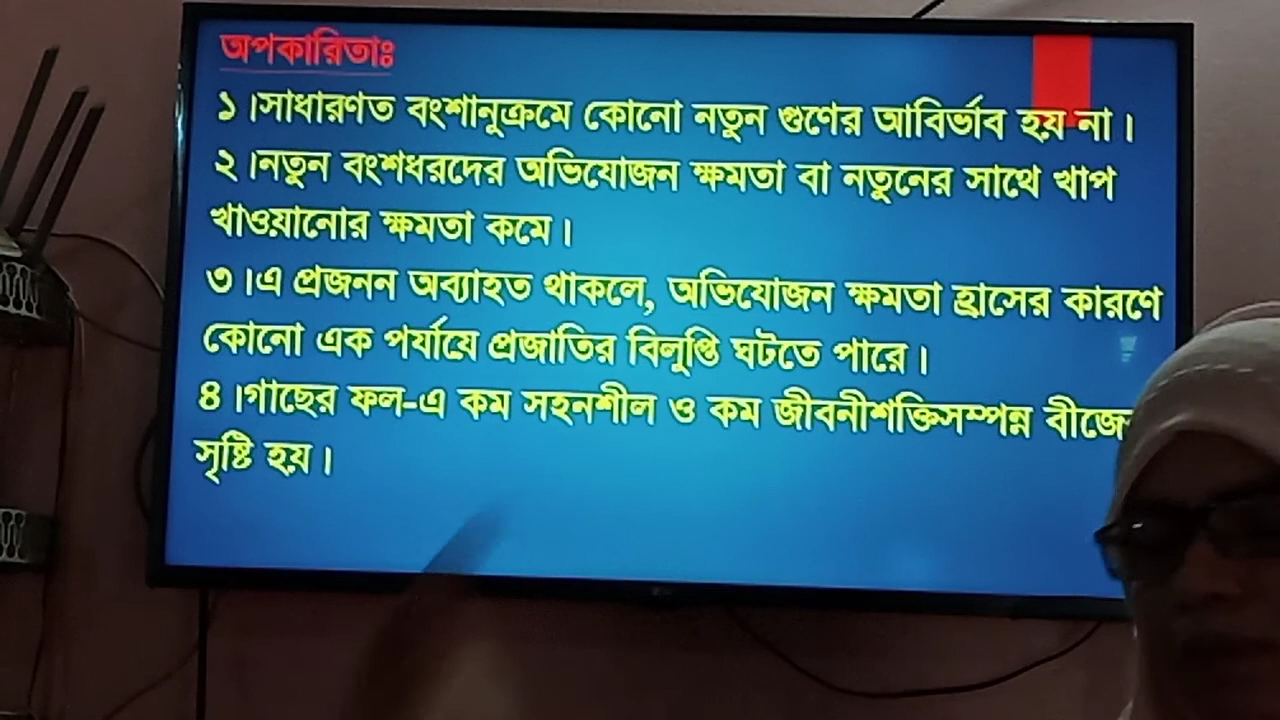 অপকারিতাঃ
১।সাধারণত বংশানুক্রমে কোনো নতুন গুণের আবির্ভাব হয় না।
২।নতুন বংশধরদের অভিযোজন ক্ষমতা বা নতুনের সাথে খাপ
খাওয়ানোর ক্ষমতা কমে।
৩।এ প্রজনন অব্যাহত থাকলে, অভিযোজন ক্ষমতা হ্রাসের কারণে
কোনো এক পর্যায়ে প্রজাতির বিলুপ্তি ঘটতে পারে।
৪।গাছের ফল-এ কম সহনশীল ও কম জীবনীশক্তিসম্পন্ন
সৃষ্টি হয়।